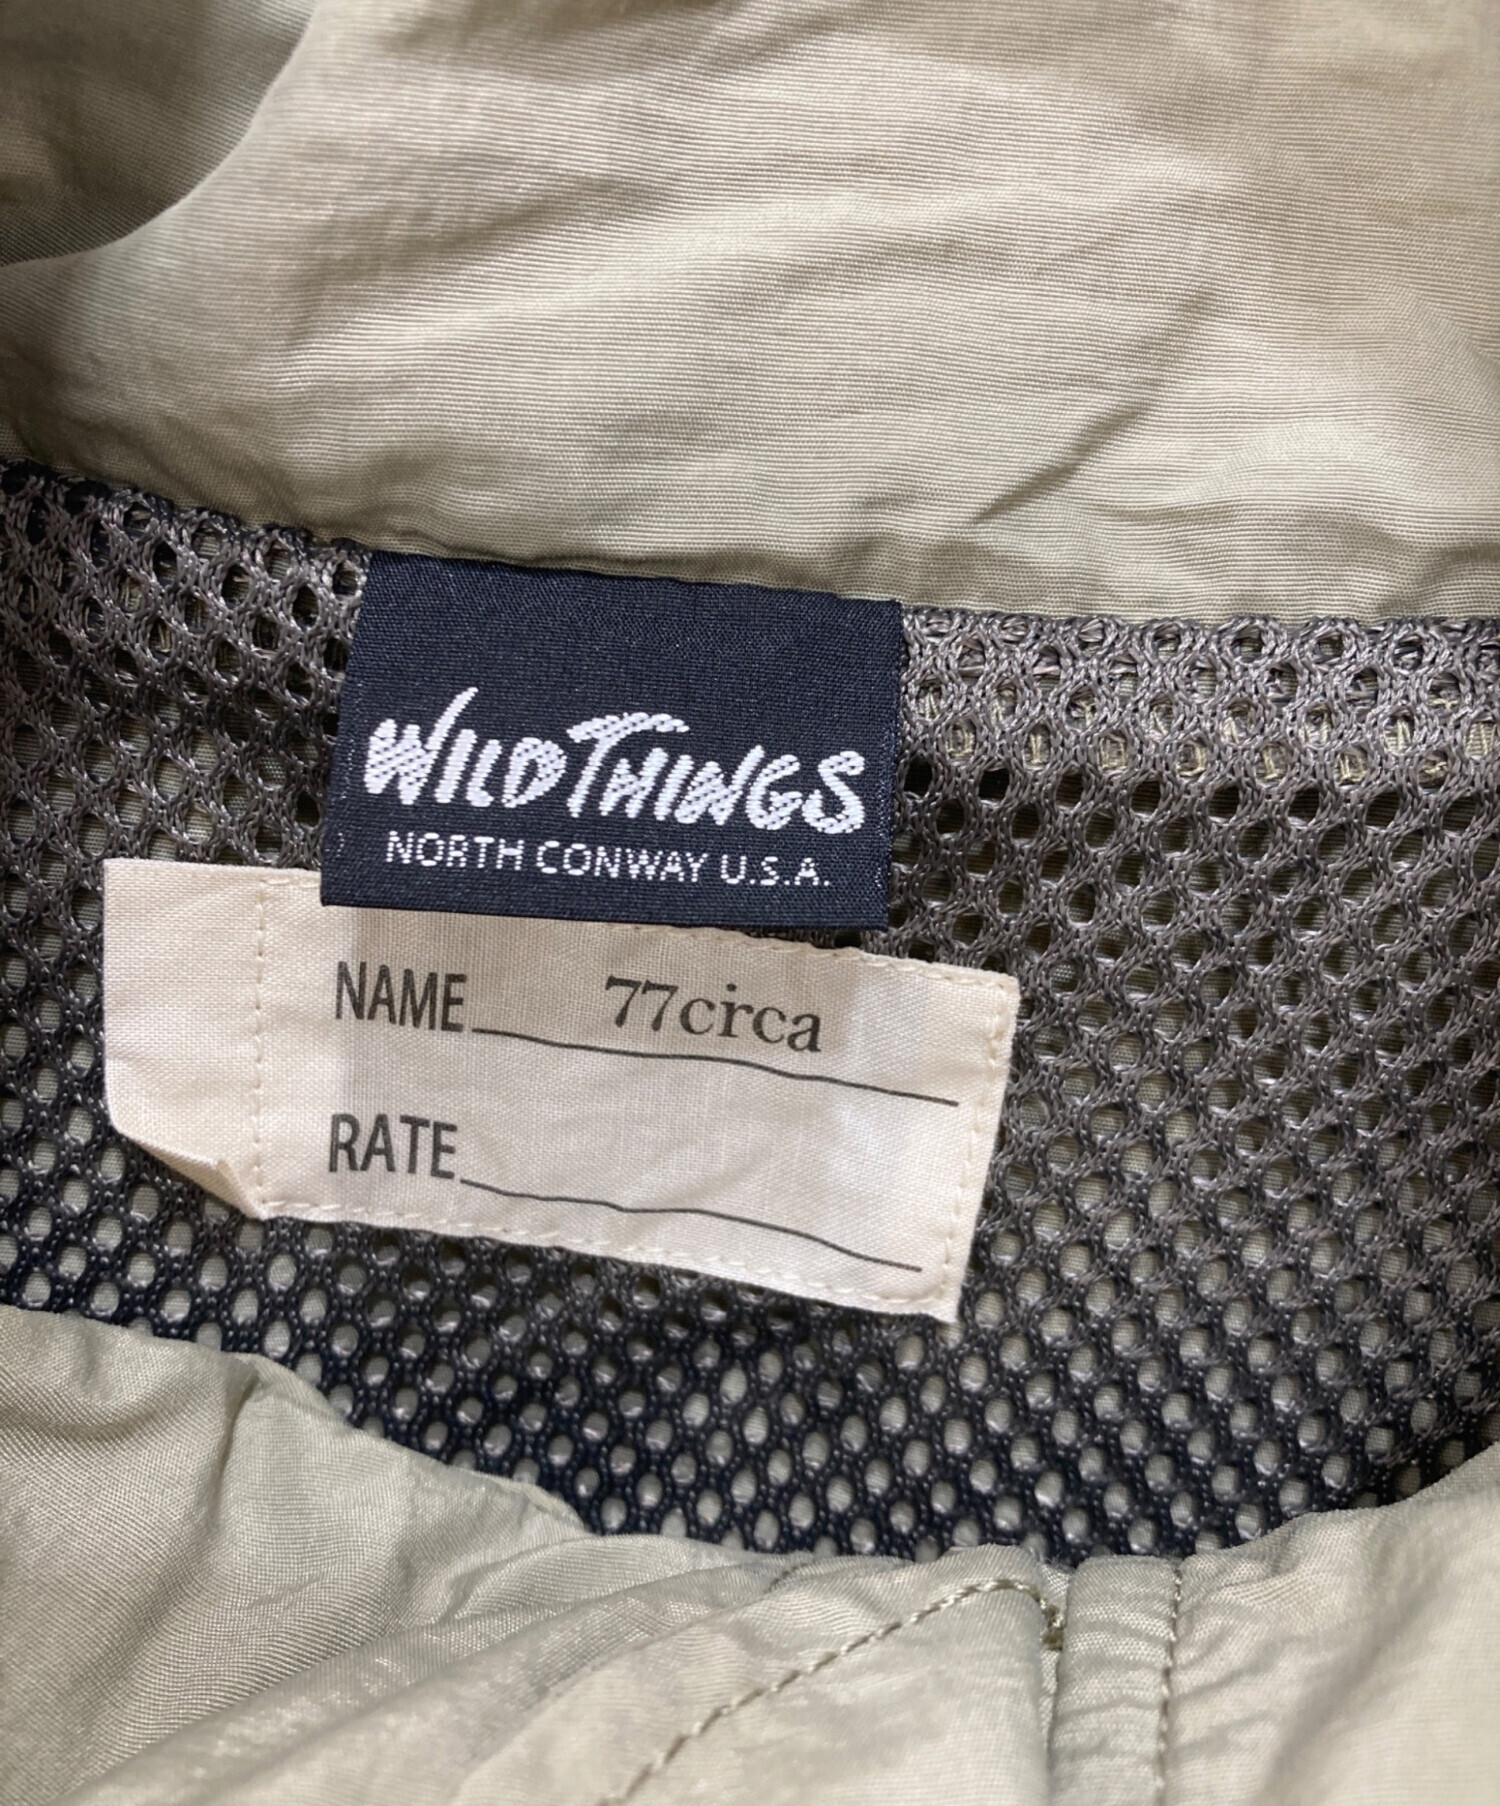 WILDTHINGS
NORTH CONWAY U.S.A.
NAME 77circa
RATE